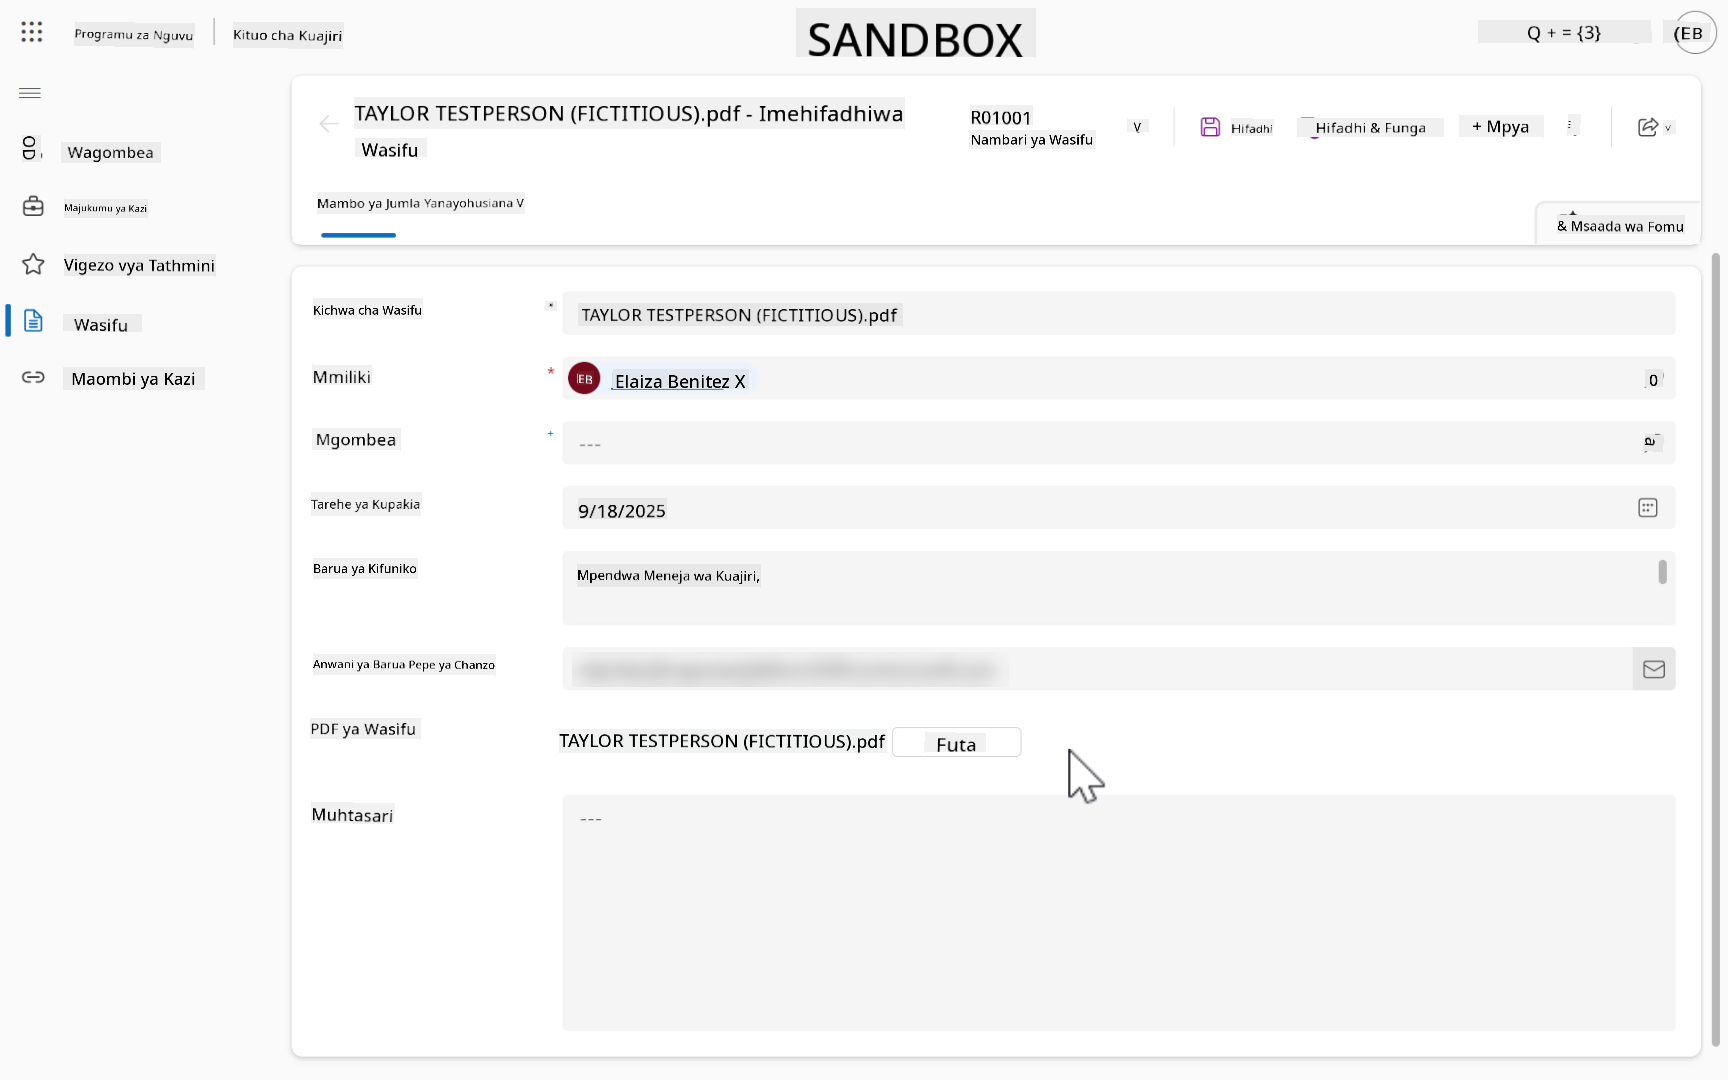 Programu za Nguvu
Kituo cha Kuajiri
SANDBOX
Q + = {3}
(EB
TAYLOR TESTPERSON (FICTITIOUS).pdf - Imehifadhiwa
Wasifu
R01001
Nambari ya Wasifu
V
Hifadhi
Hifadhi & Funga
+ Mpya
v
Mambo ya Jumla Yanayohusiana V
& Msaada wa Fomu
Wagombea
Majukumu ya Kazi
Vigezo vya Tathmini
Wasifu
Maombi ya Kazi
Kichwa cha Wasifu *
TAYLOR TESTPERSON (FICTITIOUS).pdf
Mmiliki *
EB Elaiza Benitez X
0
Mgombea +
---
Tarehe ya Kupakia
9/18/2025
Barua ya Kifuniko
Mpendwa Meneja wa Kuajiri,
Anwani ya Barua Pepe ya Chanzo
PDF ya Wasifu
TAYLOR TESTPERSON (FICTITIOUS).pdf
Futa
Muhtasari
---